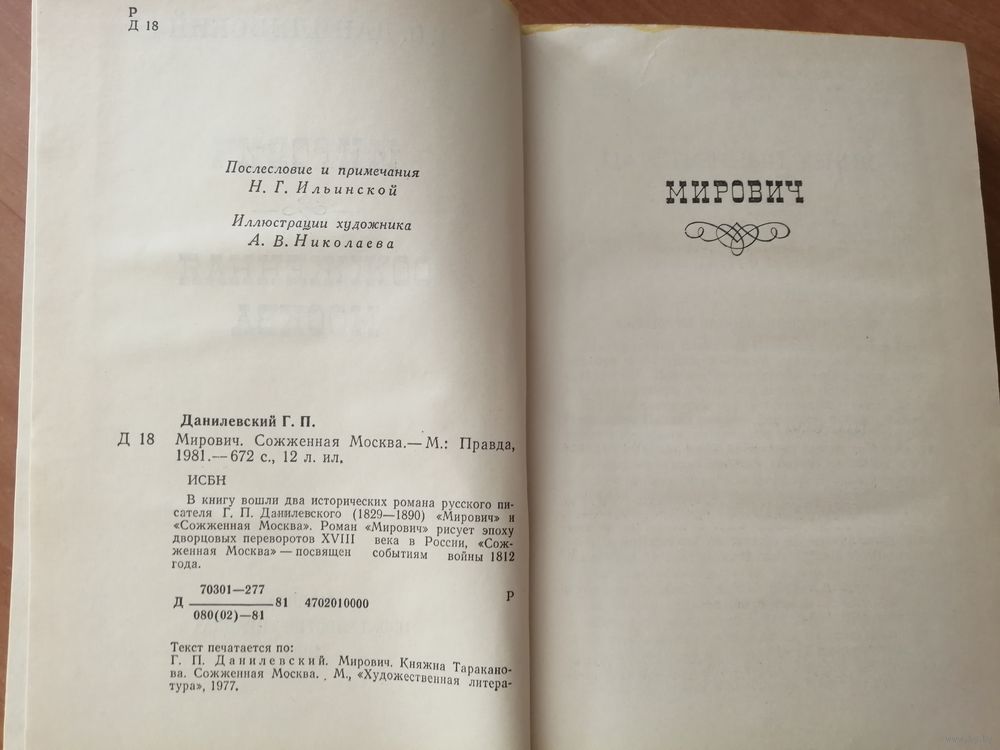 Р
Д 18
Послесловие и примечания
Н. Г. Ильинской
Иллюстрации художника
А. В. Николаева
Данилевский Г. П.
Д 18 Мирович. Сожженная Москва.— М.: Правда,
1981.— 672 с., 12 л. ил.
ИСБН
В книгу вошли два исторических романа русского пи-
сателя Г. П. Данилевского (1829—1890) «Мирович» и
«Сожженная Москва». Роман «Мирович» рисует эпоху
дворцовых переворотов XVIII века в России, «Сож-
женная Москва» — посвящен событиям войны 1812
года.
70301—277
Д 81 4702010000
080(02)—81
Р
Текст печатается по:
Г. П. Данилевский. Мирович. Княжна Таракано-
ва. Сожженная Москва. М., «Художественная литера-
тура», 1977.
МИРОВИЧ